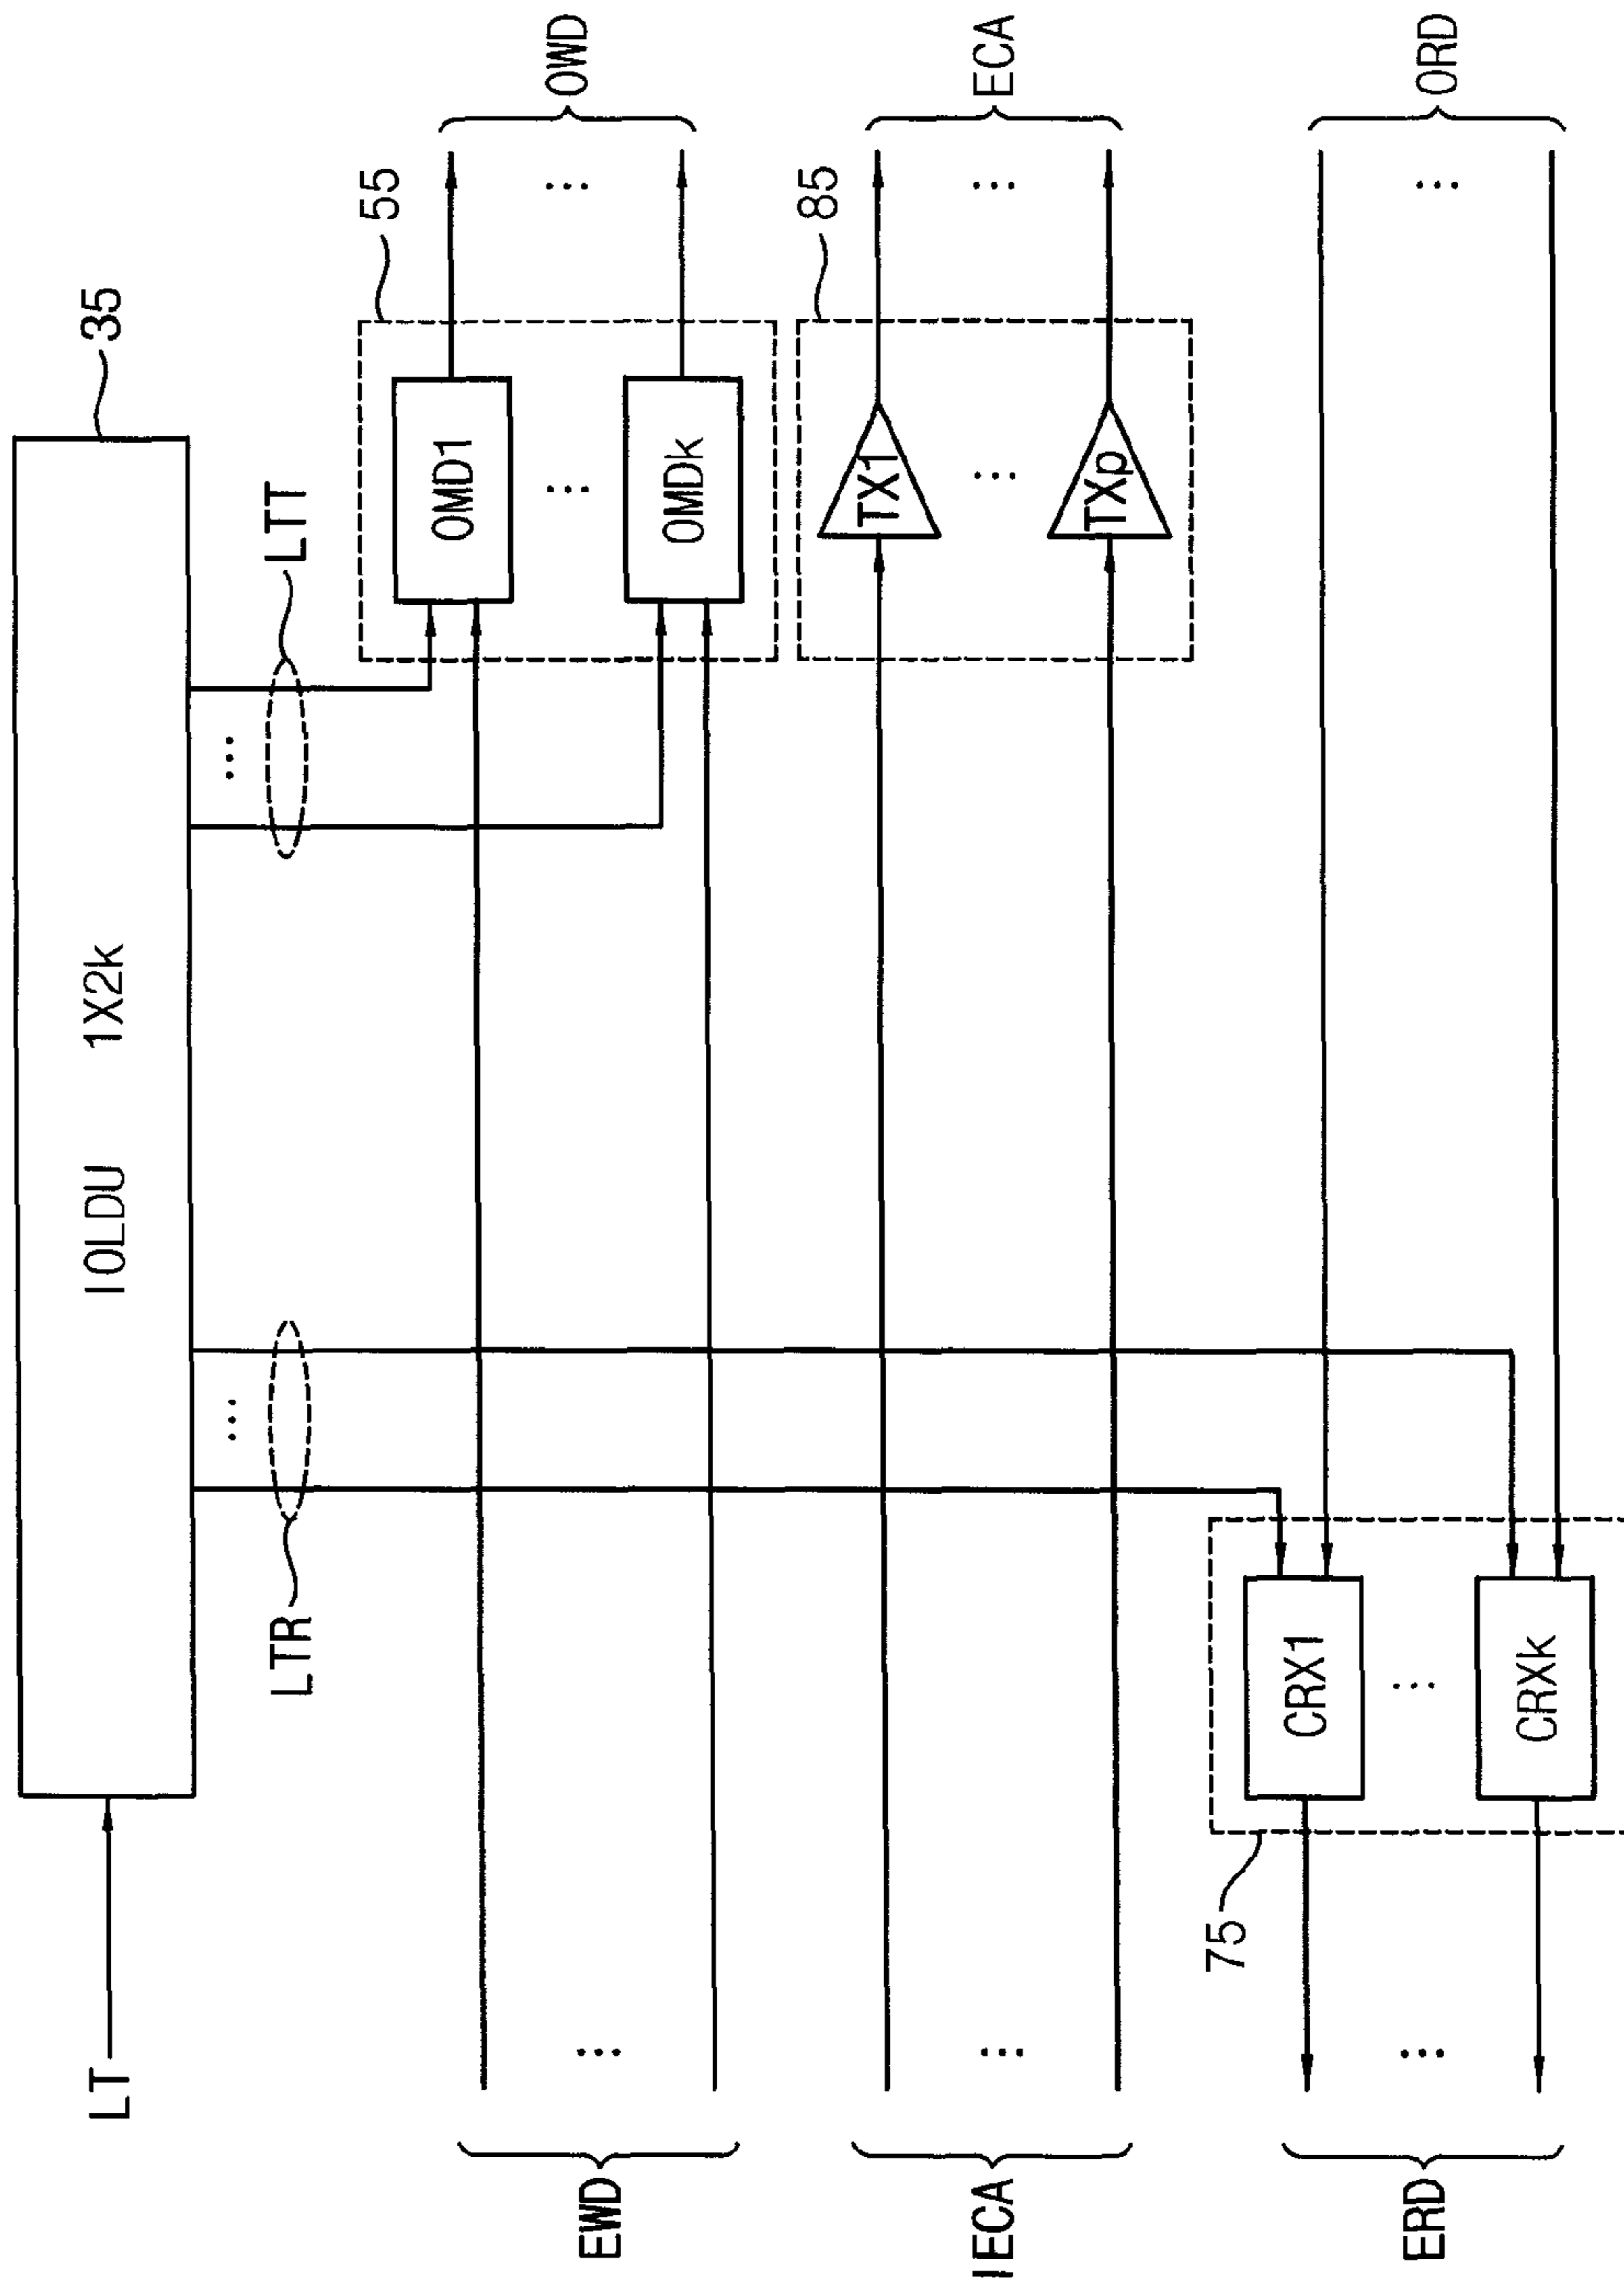 LT
IOLDU 1X2k
35
LTR
LTT
55
EWD
OMD1
...
OMDk
...
OWD
85
IECA
TX1
...
TXp
...
ECA
75
ERD
CRX1
...
CRXk
...
ORD